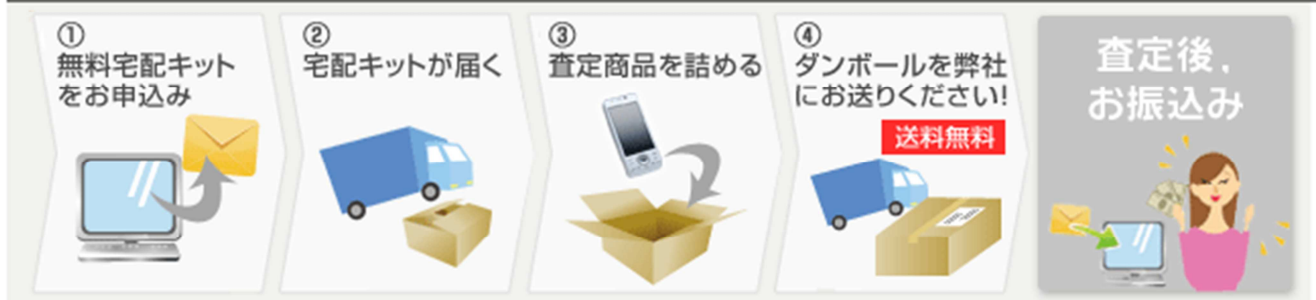 ①
無料宅配キット
をお申込み
②
宅配キットが届く
③
査定商品を詰める
④
ダンボールを弊社
にお送りください!
送料無料
査定後,
お振込み